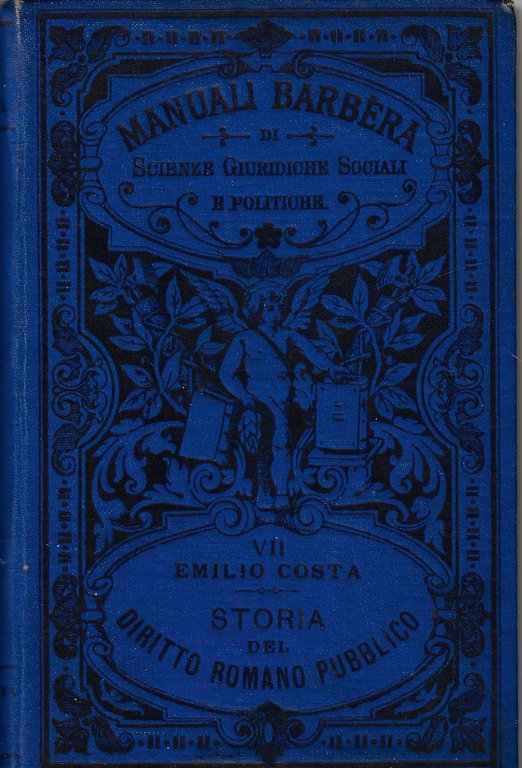 MANUALI BARBÈRA
DI
SCIENZE GIURIDICHE SOCIALI
E POLITICHE.
VII
EMILIO COSTA
STORIA
DEL
DIRITTO ROMANO PUBBLICO